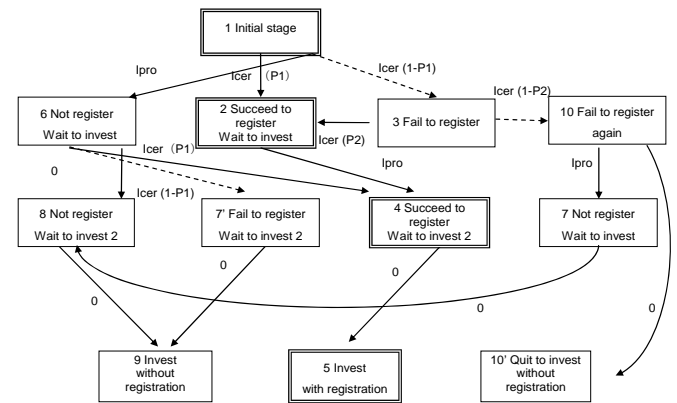 1 Initial stage
Ipro
Icer （P1）
Icer (1-P1)
Icer (1-P2)
6 Not register
Wait to invest
2 Succeed to
register
Wait to invest
3 Fail to register
10 Fail to register
again
Icer （P1）
Icer (P2)
0
Ipro
Ipro
Icer (1-P1)
8 Not register
Wait to invest 2
7' Fail to register
Wait to invest 2
4 Succeed to
register
Wait to invest 2
7 Not register
Wait to invest
0
0
0
0
0
9 Invest
without
registration
5 Invest
with registration
10' Quit to invest
without
registration